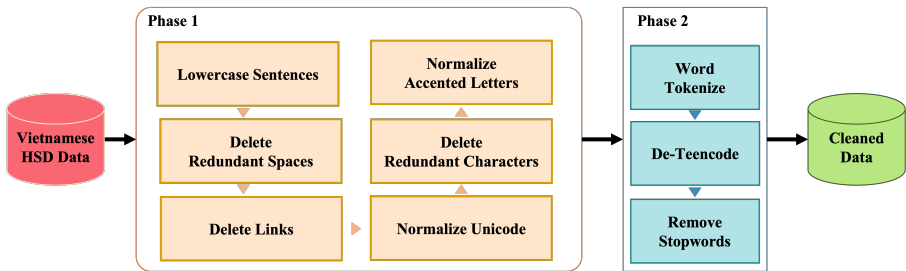 Vietnamese
HSD Data
Phase 1
Lowercase Sentences
Delete
Redundant Spaces
Delete Links
Normalize Unicode
Delete
Redundant Characters
Normalize
Accented Letters
Phase 2
Word
Tokenize
De-Teencode
Remove
Stopwords
Cleaned
Data